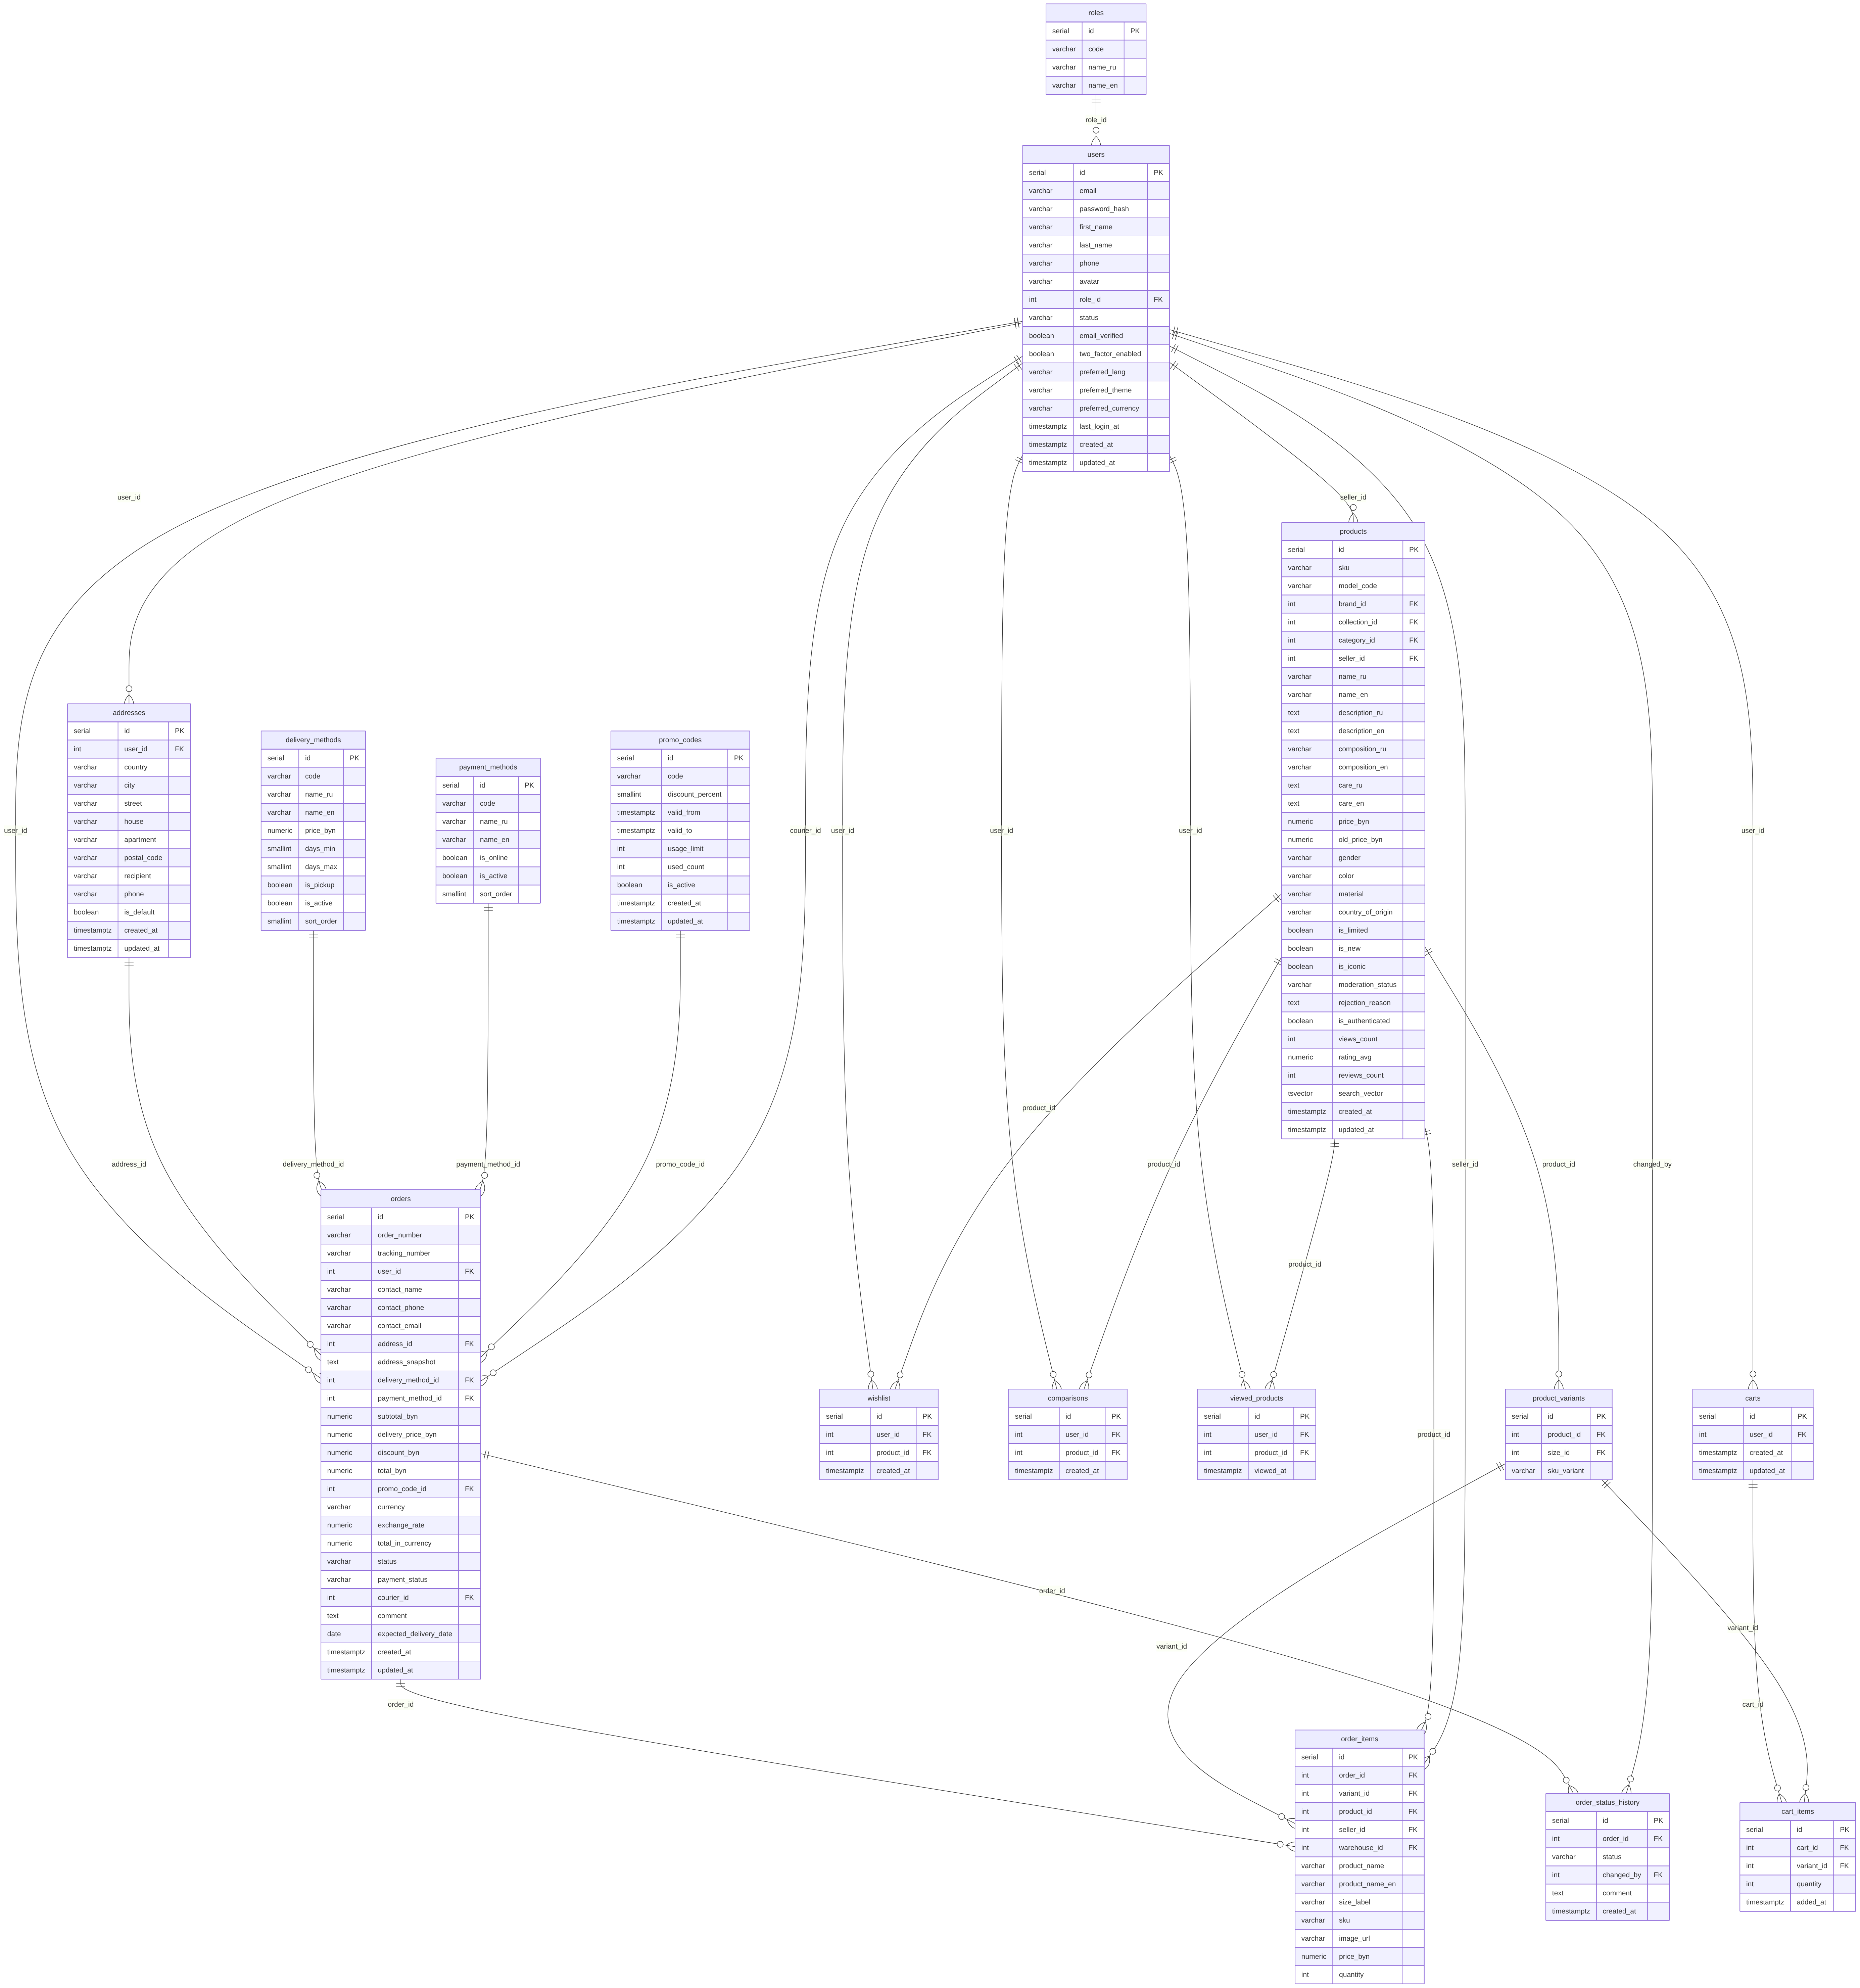 roles
serial id PK
varchar code
varchar name_ru
varchar name_en
role_id
users
serial id PK
varchar email
varchar password_hash
varchar first_name
varchar last_name
varchar phone
varchar avatar
int role_id FK
varchar status
boolean email_verified
boolean two_factor_enabled
varchar preferred_lang
varchar preferred_theme
varchar preferred_currency
timestamptz last_login_at
timestamptz created_at
timestamptz updated_at
user_id
seller_id
products
serial id PK
varchar sku
varchar model_code
int brand_id FK
int collection_id FK
int category_id FK
int seller_id FK
varchar name_ru
varchar name_en
text description_ru
text description_en
varchar composition_ru
varchar composition_en
text care_ru
text care_en
numeric price_byn
numeric old_price_byn
varchar gender
varchar color
varchar material
varchar country_of_origin
boolean is_limited
boolean is_new
boolean is_iconic
varchar moderation_status
text rejection_reason
boolean is_authenticated
int views_count
numeric rating_avg
int reviews_count
tsvector search_vector
timestamptz created_at
timestamptz updated_at
addresses
serial id PK
int user_id FK
varchar country
varchar city
varchar street
varchar house
varchar apartment
varchar postal_code
varchar recipient
varchar phone
boolean is_default
timestamptz created_at
timestamptz updated_at
delivery_methods
serial id PK
varchar code
varchar name_ru
varchar name_en
numeric price_byn
smallint days_min
smallint days_max
boolean is_pickup
boolean is_active
smallint sort_order
payment_methods
serial id PK
varchar code
varchar name_ru
varchar name_en
boolean is_online
boolean is_active
smallint sort_order
promo_codes
serial id PK
varchar code
smallint discount_percent
timestamptz valid_from
timestamptz valid_to
int usage_limit
int used_count
boolean is_active
timestamptz created_at
timestamptz updated_at
user_id
courier_id
user_id
user_id
user_id
user_id
product_id
address_id
delivery_method_id
payment_method_id
promo_code_id
product_id
seller_id
product_id
changed_by
product_id
product_id
orders
serial id PK
varchar order_number
varchar tracking_number
int user_id FK
varchar contact_name
varchar contact_phone
varchar contact_email
int address_id FK
text address_snapshot
int delivery_method_id FK
int payment_method_id FK
numeric subtotal_byn
numeric delivery_price_byn
numeric discount_byn
numeric total_byn
int promo_code_id FK
varchar currency
numeric exchange_rate
numeric total_in_currency
varchar status
varchar payment_status
int courier_id FK
text comment
date expected_delivery_date
timestamptz created_at
timestamptz updated_at
wishlist
serial id PK
int user_id FK
int product_id FK
timestamptz created_at
comparisons
serial id PK
int user_id FK
int product_id FK
timestamptz created_at
viewed_products
serial id PK
int user_id FK
int product_id FK
timestamptz viewed_at
product_variants
serial id PK
int product_id FK
int size_id FK
varchar sku_variant
carts
serial id PK
int user_id FK
timestamptz created_at
timestamptz updated_at
order_id
variant_id
variant_id
order_id
cart_id
order_items
serial id PK
int order_id FK
int variant_id FK
int product_id FK
int seller_id FK
int warehouse_id FK
varchar product_name
varchar product_name_en
varchar size_label
varchar sku
varchar image_url
numeric price_byn
int quantity
order_status_history
serial id PK
int order_id FK
varchar status
int changed_by FK
text comment
timestamptz created_at
cart_items
serial id PK
int cart_id FK
int variant_id FK
int quantity
timestamptz added_at